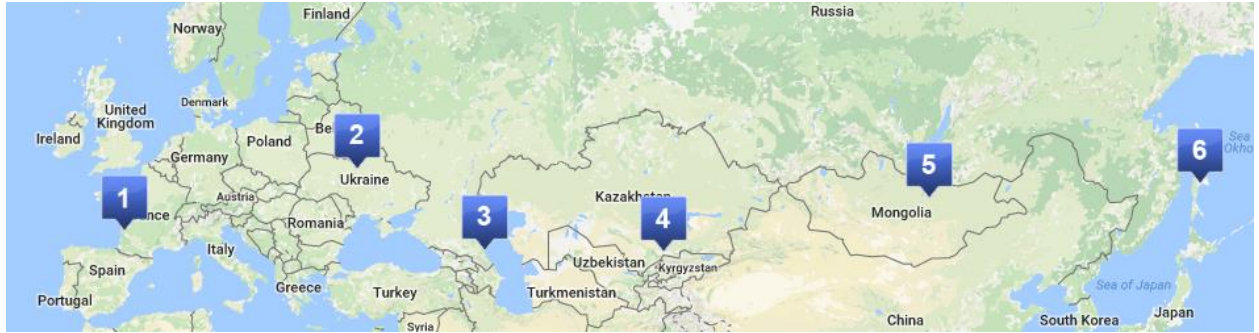 Norway
Finland
Russia
Denmark
United
Kingdom
Ireland
Be
2
Poland
Germany
6
Sea
Okho
5
1
nce
Ukraine
Austria
Kazakhstan
3
4
Mongolia
Romania
Italy
Spain
Uzbekistan
Kyrgyzstan
Greece
Portugal
Turkey
Turkmenistan
Sea of Japan
Syria
China
South Korea
Japan